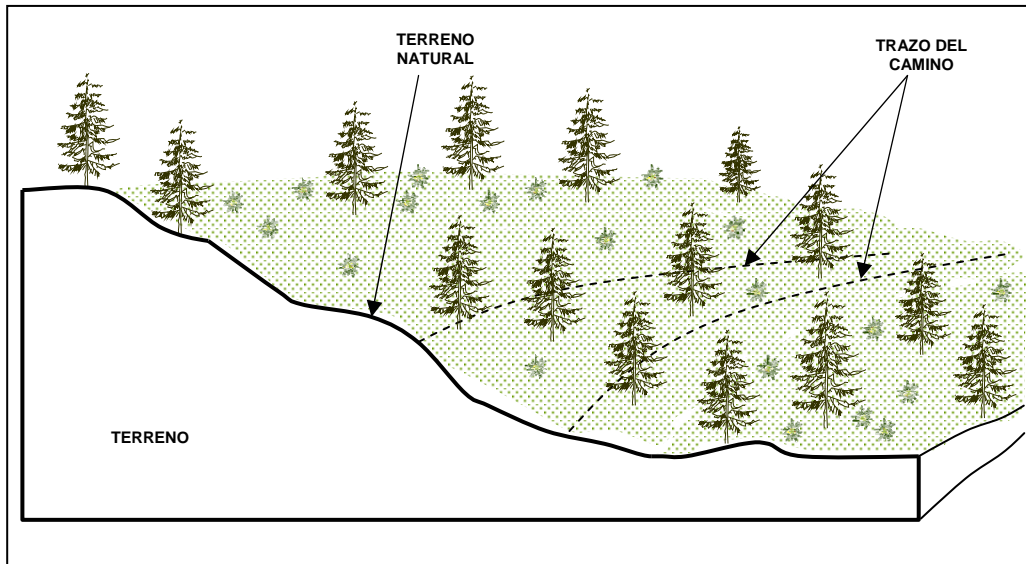 TERRENO
NATURAL
TRAZO DEL
CAMINO
TERRENO